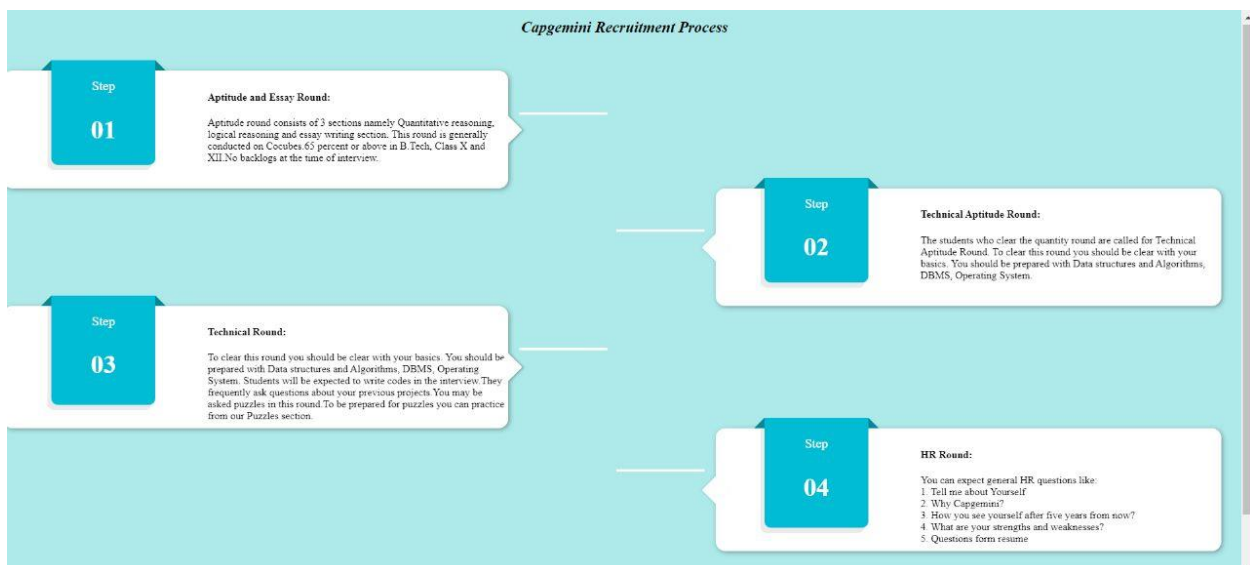 Capgemini Recruitment Process
Step
01
Aptitude and Essay Round:
Aptitude round consists of 3 sections namely Quantitative reasoning,
logical reasoning and essay writing section. This round is generally
conducted on Cocubes.65 percent or above in B.Tech, Class X and
XII.No backlogs at the time of interview.
Step
02
Technical Aptitude Round:
The students who clear the quantity round are called for Technical
Aptitude Round. To clear this round you should be clear with your
basics. You should be prepared with Data structures and Algorithms,
DBMS, Operating System.
Step
03
Technical Round:
To clear this round you should be clear with your basics. You should be
prepared with Data structures and Algorithms, DBMS, Operating
System. Students will be expected to write codes in the interview.They
frequently ask questions about your previous projects.You may be
asked puzzles in this round.To be prepared for puzzles you can practice
from our Puzzles section.
Step
04
HR Round:
You can expect general HR questions like:
1. Tell me about Yourself
2. Why Capgemini?
3. How you see yourself after five years from now?
4. What are your strengths and weaknesses?
5. Questions form resume